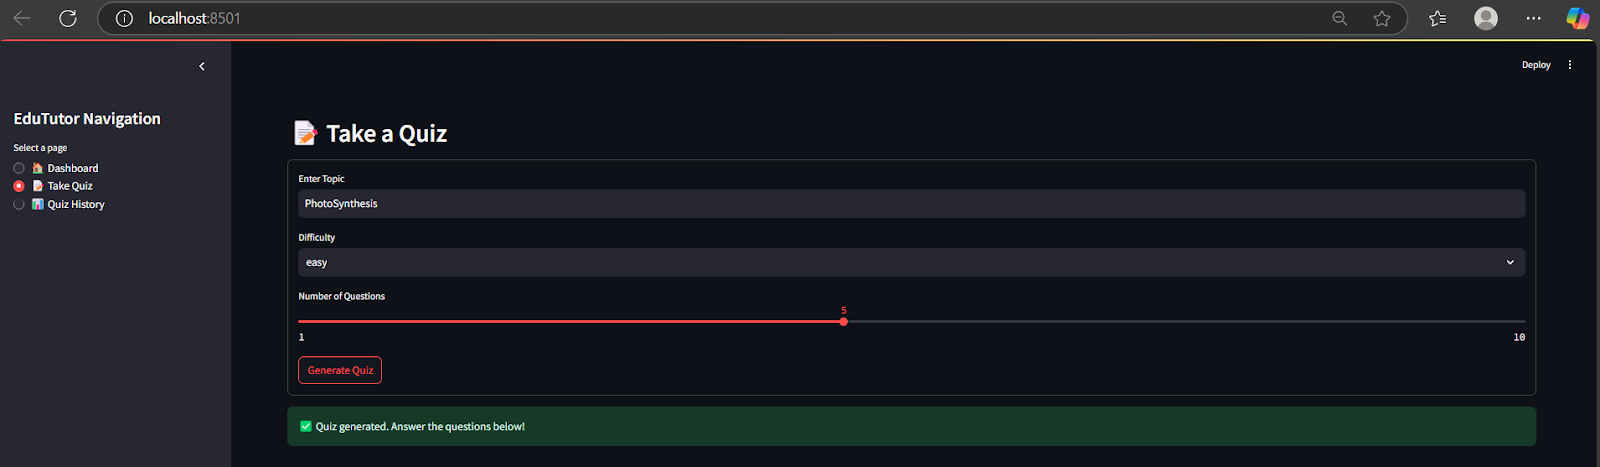 localhost:8501
Deploy
EduTutor Navigation
Select a page
🏠 Dashboard
📝 Take Quiz
📊 Quiz History
📝 Take a Quiz
Enter Topic
PhotoSynthesis
Difficulty
easy
Number of Questions
5
1
10
Generate Quiz
✅ Quiz generated. Answer the questions below!